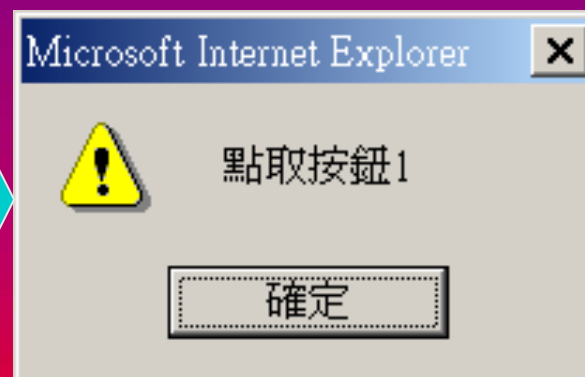 Microsoft Internet Explorer
點取按鈕1
確定